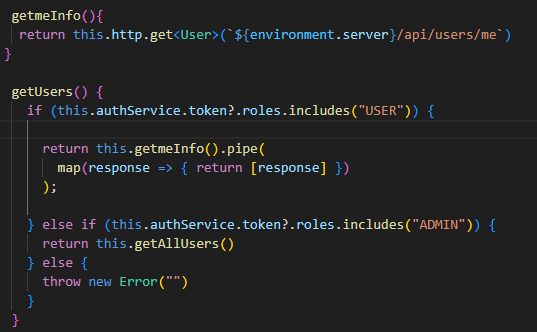 getmeInfo(){
return this.http.get<User>(`${environment.server}/api/users/me`)
}
getUsers() {
if (this.authService.token?.roles.includes("USER")) {
return this.getmeInfo().pipe(
map(response => { return [response] })
);
} else if (this.authService.token?.roles.includes("ADMIN")) {
return this.getAllUsers()
} else {
throw new Error("")
}
}